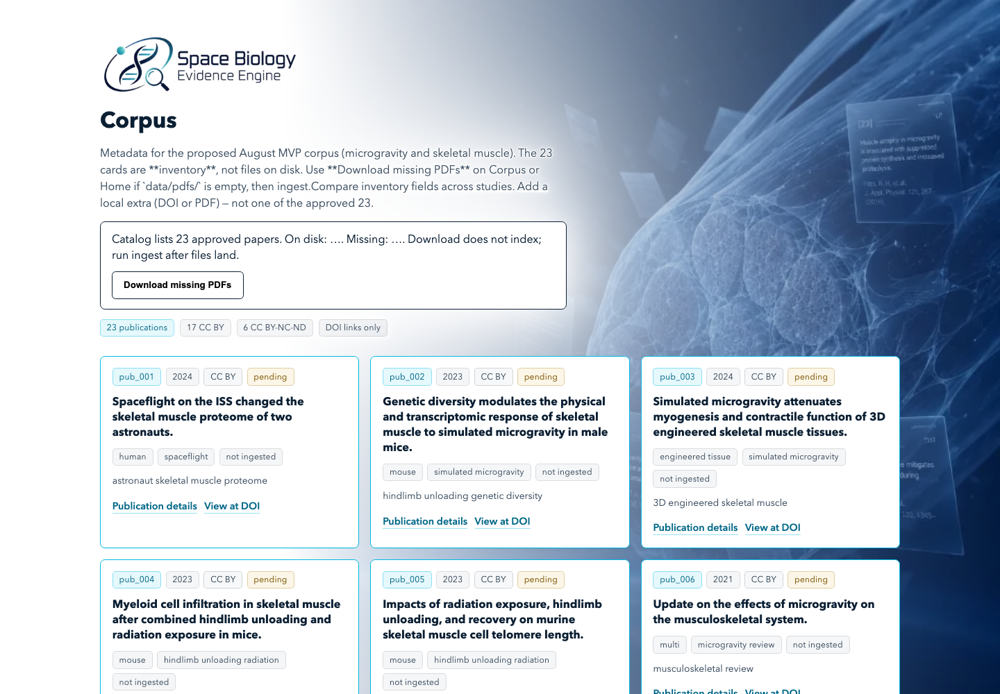 Space Biology
Evidence Engine
Corpus
Metadata for the proposed August MVP corpus (microgravity and skeletal muscle). The 23
cards are **inventory**, not files on disk. Use **Download missing PDFs** on Corpus or
Home if `data/pdfs/` is empty, then ingest.Compare inventory fields across studies. Add a
local extra (DOI or PDF) — not one of the approved 23.
Catalog lists 23 approved papers. On disk: …. Missing: …. Download does not index;
run ingest after files land.
Download missing PDFs
23 publications
17 CC BY
6 CC BY-NC-ND
DOI links only
[23]
Muscle atrophy in microgravity
is associated with suppressed
protein synthesis and increased
proteolysis.
Fitts, R. H. et al,
J. Appl. Physiol, 121, 267–
(2014).
pub_001 2024 CC BY pending
Spaceflight on the ISS changed the
skeletal muscle proteome of two
astronauts.
human spaceflight not ingested
astronaut skeletal muscle proteome
Publication details View at DOI
pub_002 2023 CC BY pending
Genetic diversity modulates the physical
and transcriptomic response of skeletal
muscle to simulated microgravity in male
mice.
mouse simulated microgravity not ingested
hindlimb unloading genetic diversity
Publication details View at DOI
pub_003 2024 CC BY pending
Simulated microgravity attenuates
myogenesis and contractile function of 3D
engineered skeletal muscle tissues.
engineered tissue simulated microgravity
not ingested
3D engineered skeletal muscle
Publication details View at DOI
mitigates
during
120, 1345–
pub_004 2023 CC BY pending
Myeloid cell infiltration in skeletal muscle
after combined hindlimb unloading and
radiation exposure in mice.
mouse hindlimb unloading radiation
not ingested
pub_005 2023 CC BY pending
Impacts of radiation exposure, hindlimb
unloading, and recovery on murine
skeletal muscle cell telomere length.
mouse hindlimb unloading radiation
not ingested
pub_006 2021 CC BY pending
Update on the effects of microgravity on
the musculoskeletal system.
multi microgravity review not ingested
musculoskeletal review
Publication details View at DOI